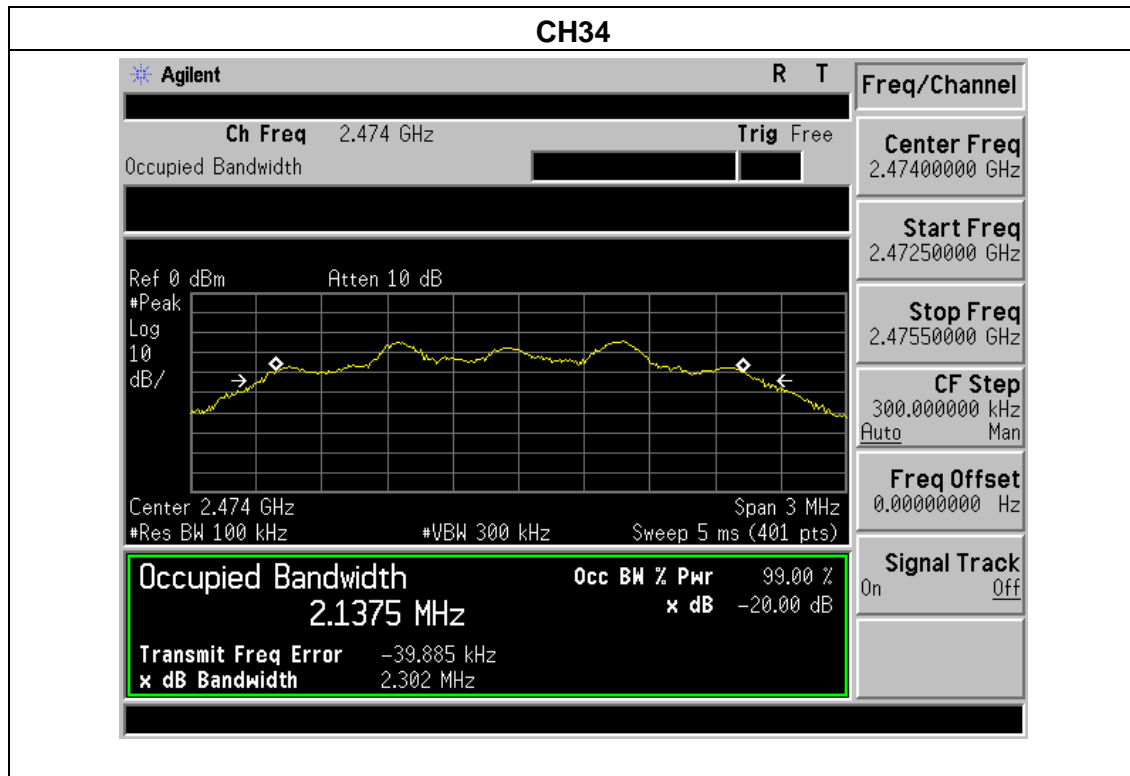 CH34
Agilent R T
Ch Freq 2.474 GHz Trig Free
Occupied Bandwidth
Ref 0 dBm Atten 10 dB
#Peak
Log
10
dB/
Center 2.474 GHz Span 3 MHz
#Res BW 100 kHz #VBW 300 kHz Sweep 5 ms (401 pts)
Occupied Bandwidth
2.1375 MHz
Occ BW % Pwr 99.00 %
x dB -20.00 dB
Transmit Freq Error -39.885 kHz
x dB Bandwidth 2.302 MHz
Freq/Channel
Center Freq
2.47400000 GHz
Start Freq
2.47250000 GHz
Stop Freq
2.47550000 GHz
CF Step
300.000000 kHz
Auto Man
Freq Offset
0.00000000 Hz
Signal Track
On Off